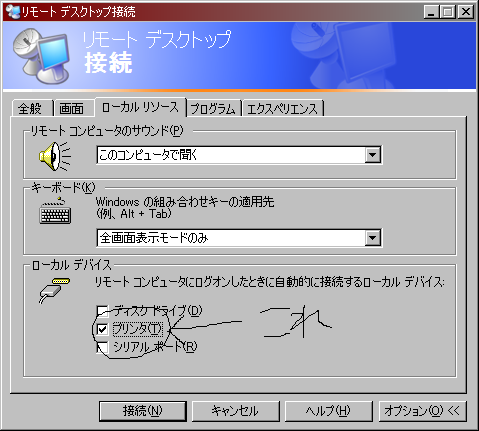 リモート デスクトップ接続
リモート デスクトップ
接続
全般 画面 ローカル リソース プログラム エクスペリエンス
リモート コンピュータのサウンド(P)
このコンピュータで聞く
キーボード(K)
Windows の組み合わせキーの適用先
(例、Alt + Tab)
全画面表示モードのみ
ローカル デバイス
リモート コンピュータにログオンしたときに自動的に接続するローカル デバイス:
ディスク ドライブ(D)
プリンタ(T)
これ
シリアル ポート(R)
接続(N) キャンセル ヘルプ(H) オプション(O) <<